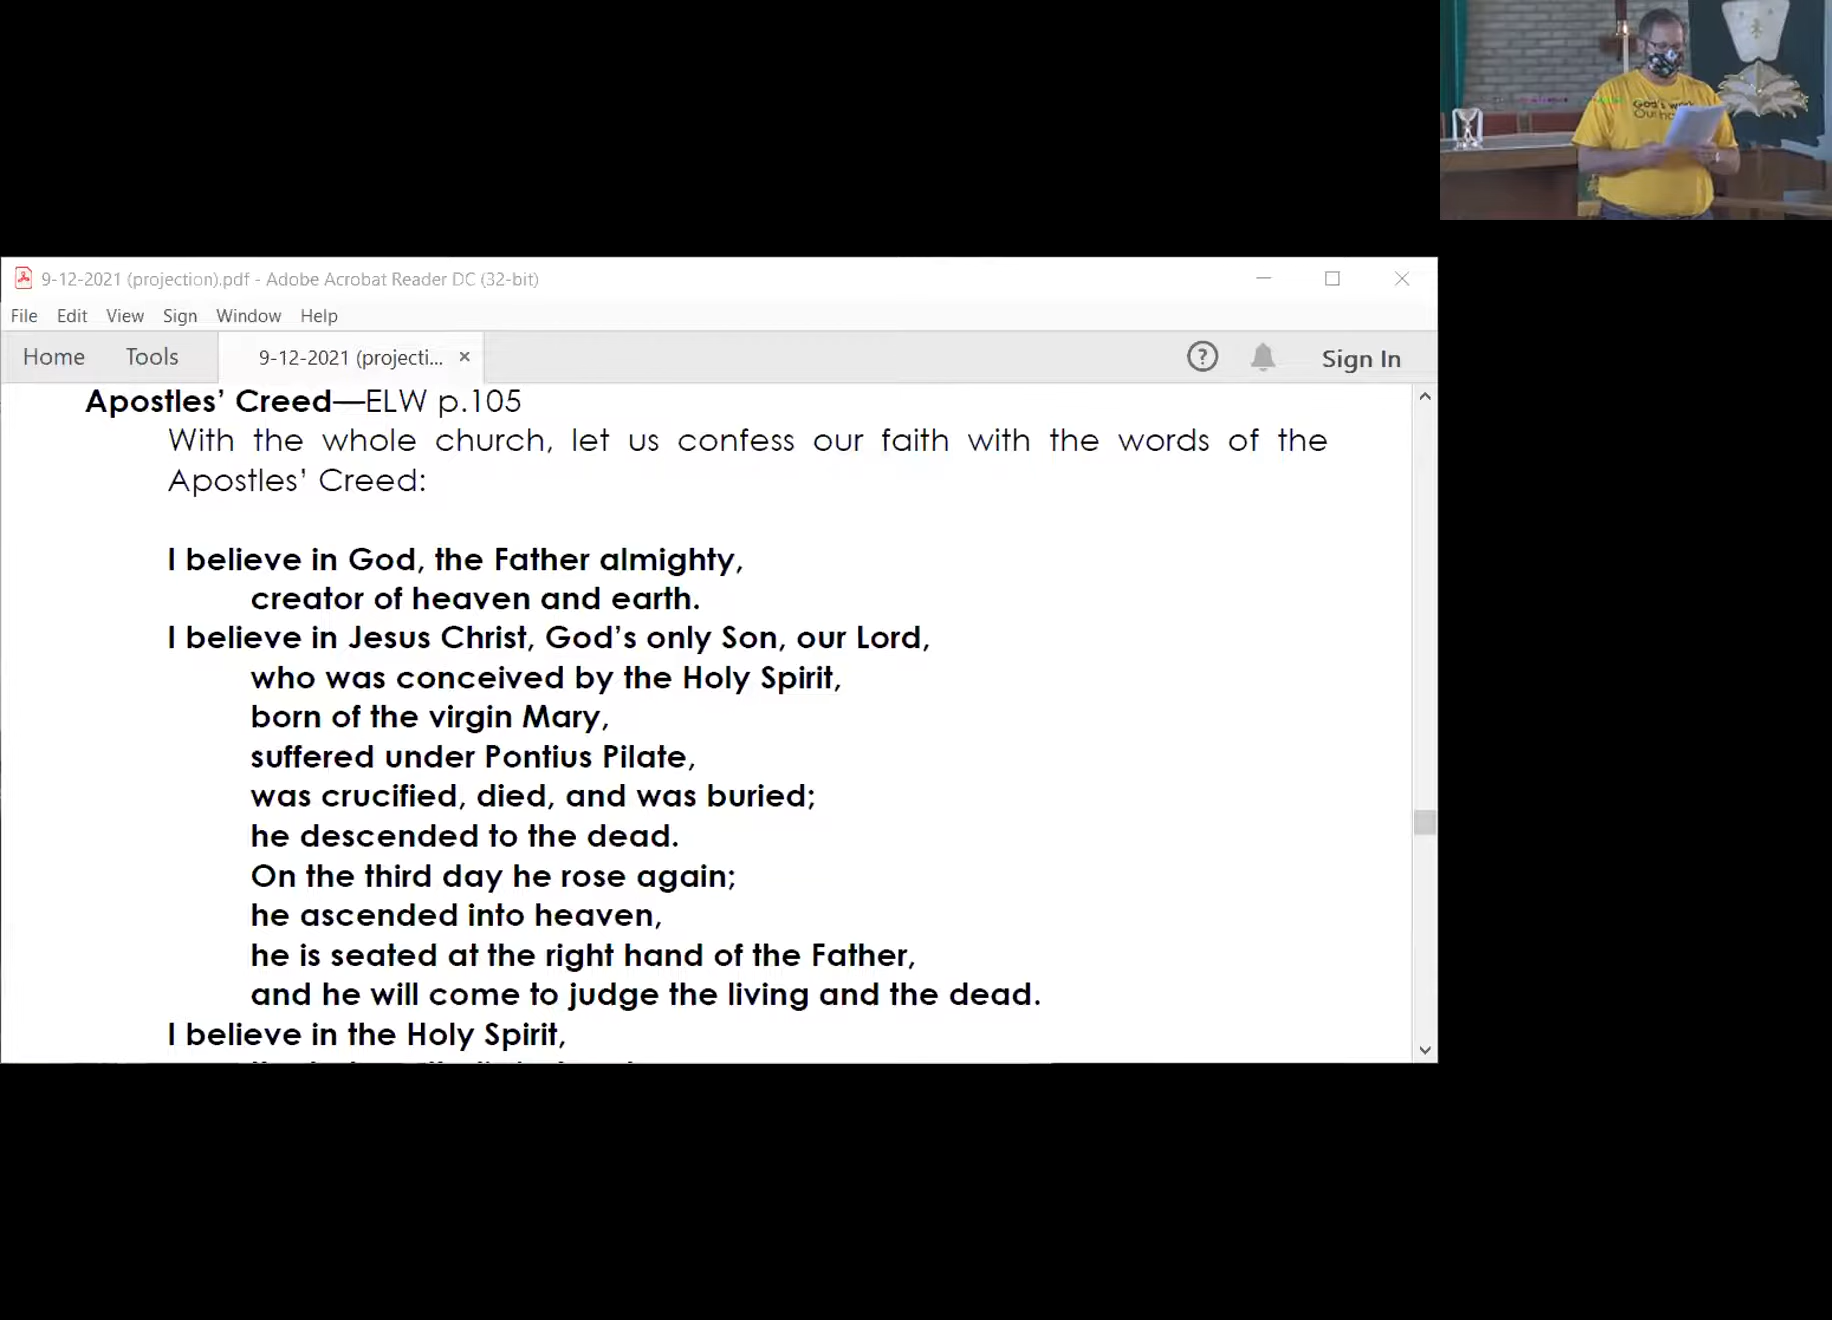 God's work
Our
9-12-2021 (projection).pdf - Adobe Acrobat Reader DC (32-bit)
File Edit View Sign Window Help
Home Tools 9-12-2021 (projecti... × ? Sign In
Apostles’ Creed—ELW p.105
With the whole church, let us confess our faith with the words of the
Apostles’ Creed:
I believe in God, the Father almighty,
creator of heaven and earth.
I believe in Jesus Christ, God’s only Son, our Lord,
who was conceived by the Holy Spirit,
born of the virgin Mary,
suffered under Pontius Pilate,
was crucified, died, and was buried;
he descended to the dead.
On the third day he rose again;
he ascended into heaven,
he is seated at the right hand of the Father,
and he will come to judge the living and the dead.
I believe in the Holy Spirit,